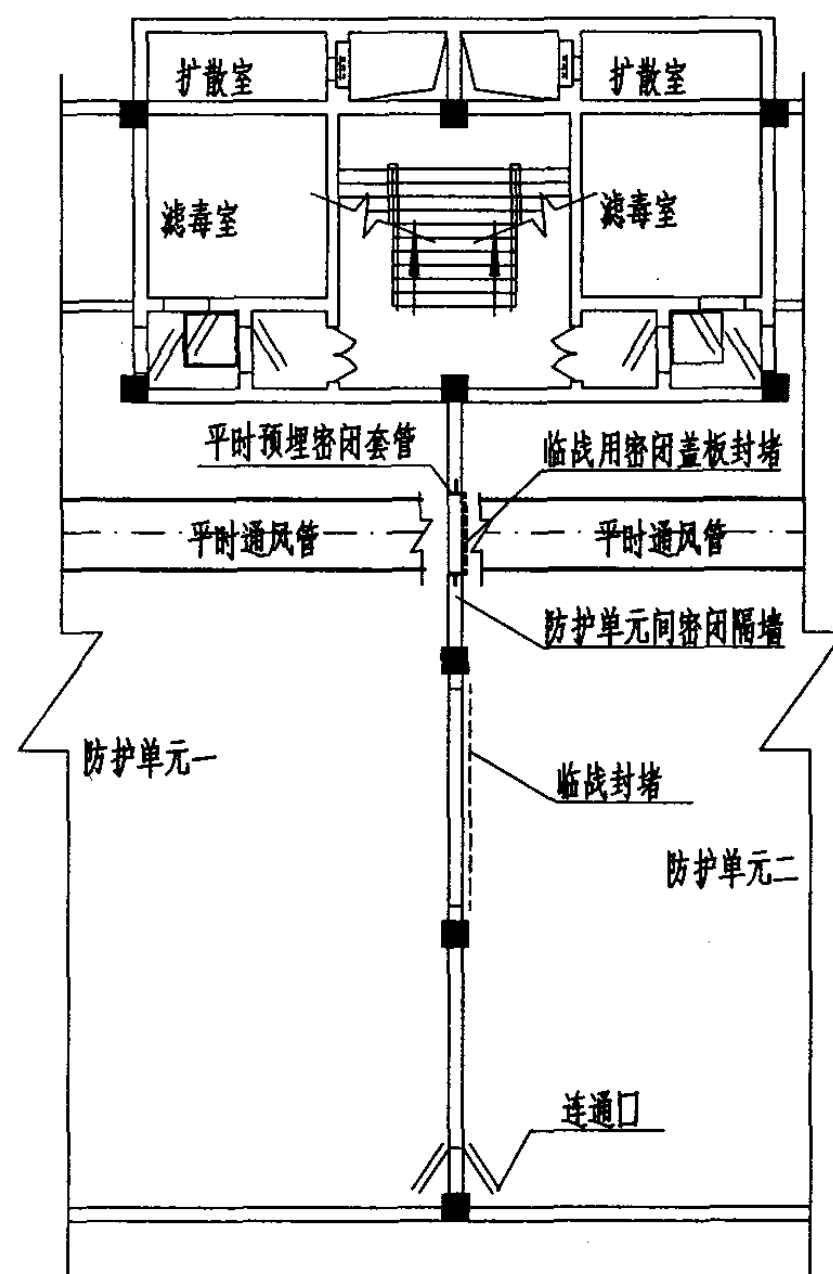 扩散室
扩散室
滤毒室
滤毒室
平时预埋密闭套管
临战用密闭盖板封堵
平时通风管
平时通风管
防护单元间密闭隔墙
防护单元一
临战封堵
防护单元二
连通口